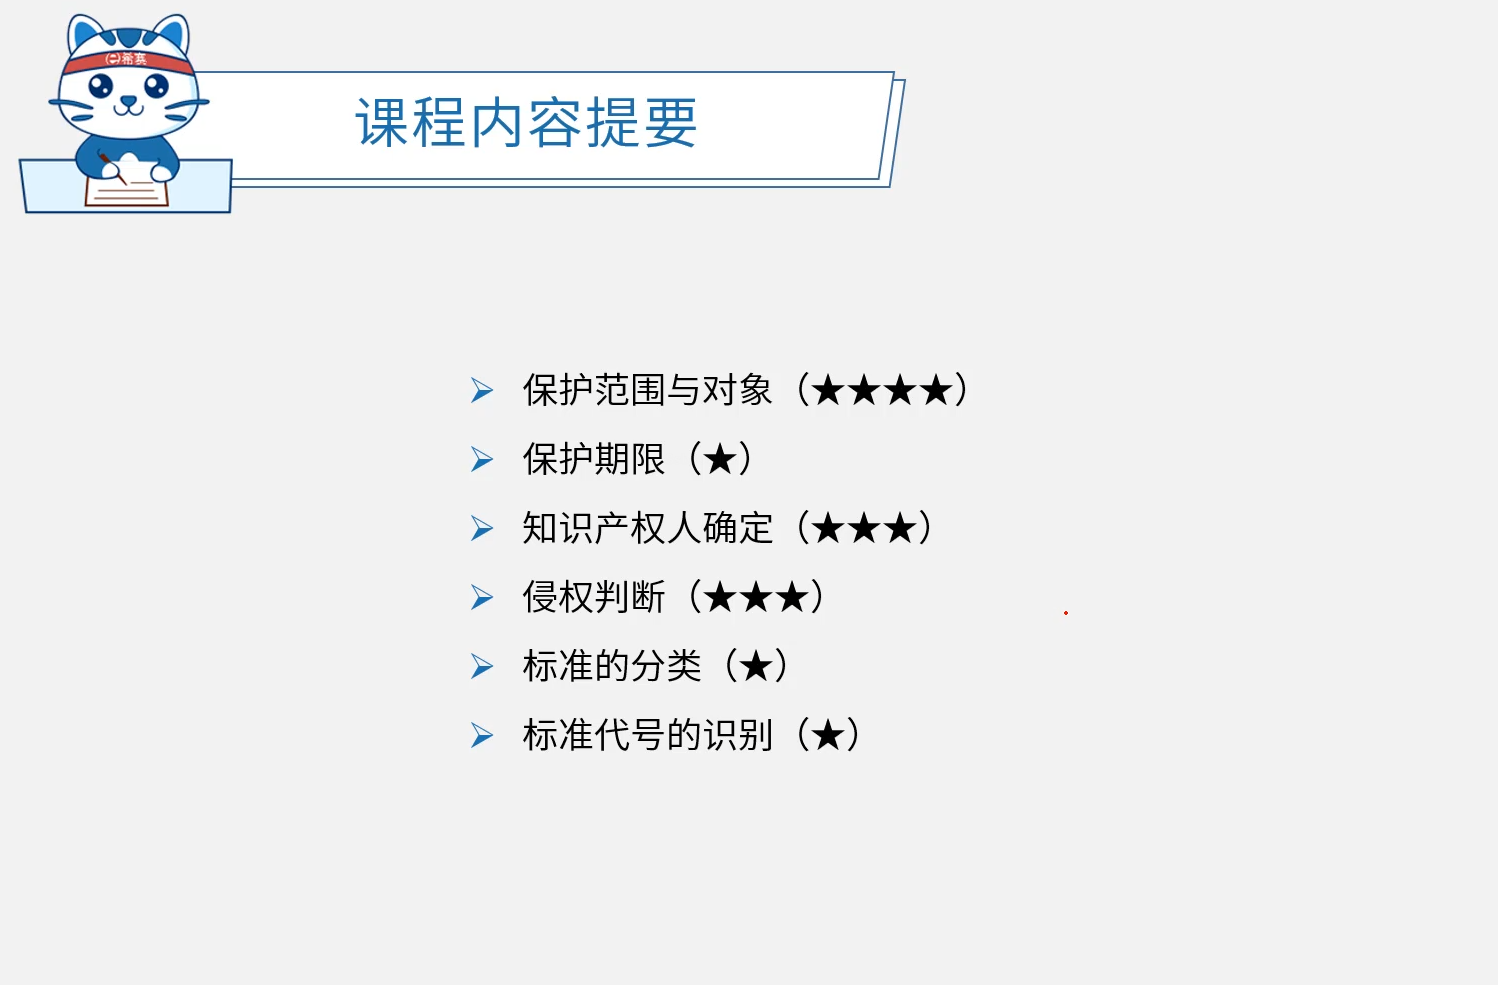 希赛
课程内容提要
保护范围与对象（★★★★）
保护期限（★）
知识产权人确定（★★★）
侵权判断（★★★）
标准的分类（★）
标准代号的识别（★）